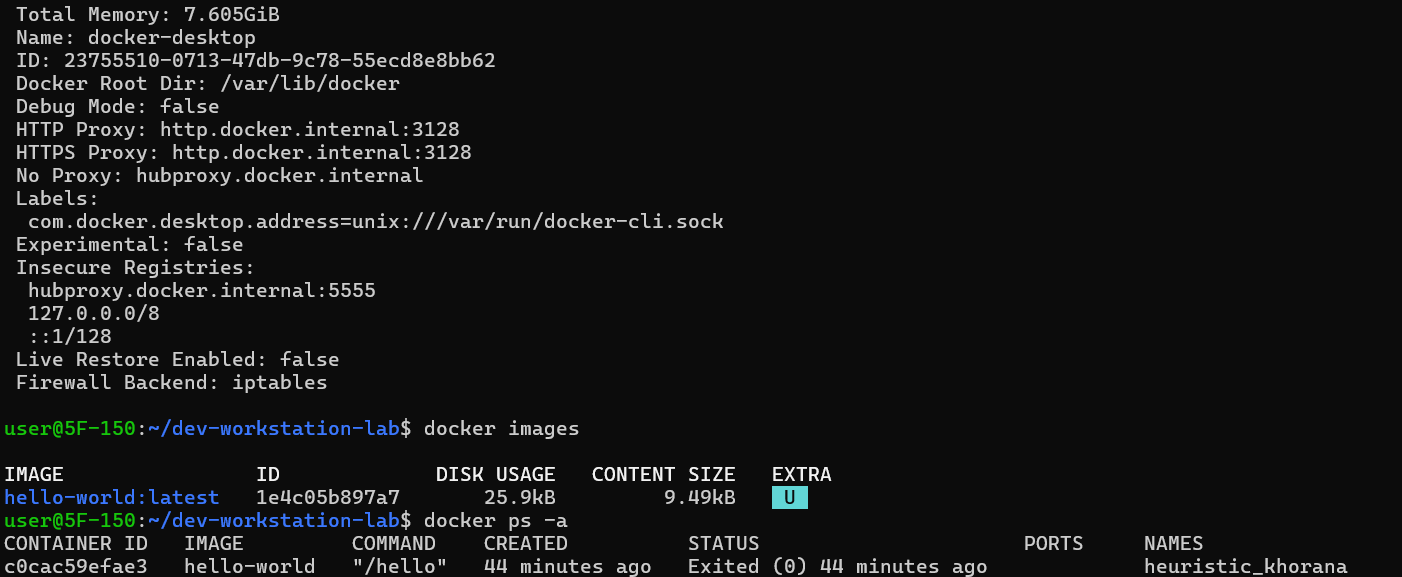 Total Memory: 7.605GiB
Name: docker-desktop
ID: 23755510-0713-47db-9c78-55ecd8e8bb62
Docker Root Dir: /var/lib/docker
Debug Mode: false
HTTP Proxy: http.docker.internal:3128
HTTPS Proxy: http.docker.internal:3128
No Proxy: hubproxy.docker.internal
Labels:
com.docker.desktop.address=unix:///var/run/docker-cli.sock
Experimental: false
Insecure Registries:
hubproxy.docker.internal:5555
127.0.0.0/8
::1/128
Live Restore Enabled: false
Firewall Backend: iptables
user@5F-150:~/dev-workstation-lab$ docker images
IMAGE ID DISK USAGE CONTENT SIZE EXTRA
hello-world:latest 1e4c05b897a7 25.9kB 9.49kB U
user@5F-150:~/dev-workstation-lab$ docker ps -a
CONTAINER ID IMAGE COMMAND CREATED STATUS PORTS NAMES
c0cac59efae3 hello-world "/hello" 44 minutes ago Exited (0) 44 minutes ago heuristic_khorana